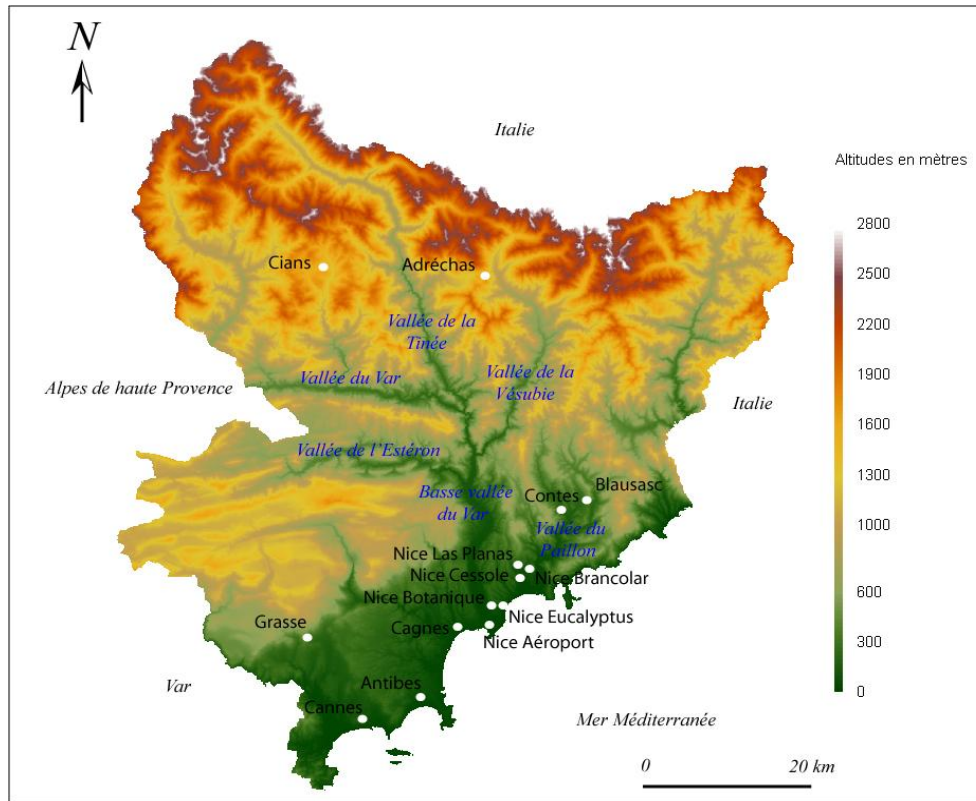 N
Italie
Altitudes en mètres
2800
2500
2200
1900
1600
1300
1000
600
300
0
Cians
Adréchas
Vallée de la
Tinée
Vallée du Var
Vallée de la
Vésubie
Alpes de haute Provence
Italie
Vallée de l'Estéron
Basse vallée
du Var
Contes
Blausasc
Vallée du
Paillon
Nice Las Planas
Nice Cessole
Nice Brancolar
Nice Botanique
Nice Eucalyptus
Grasse
Cagnes
Nice Aéroport
Var
Antibes
Cannes
Mer Méditerranée
0 20 km